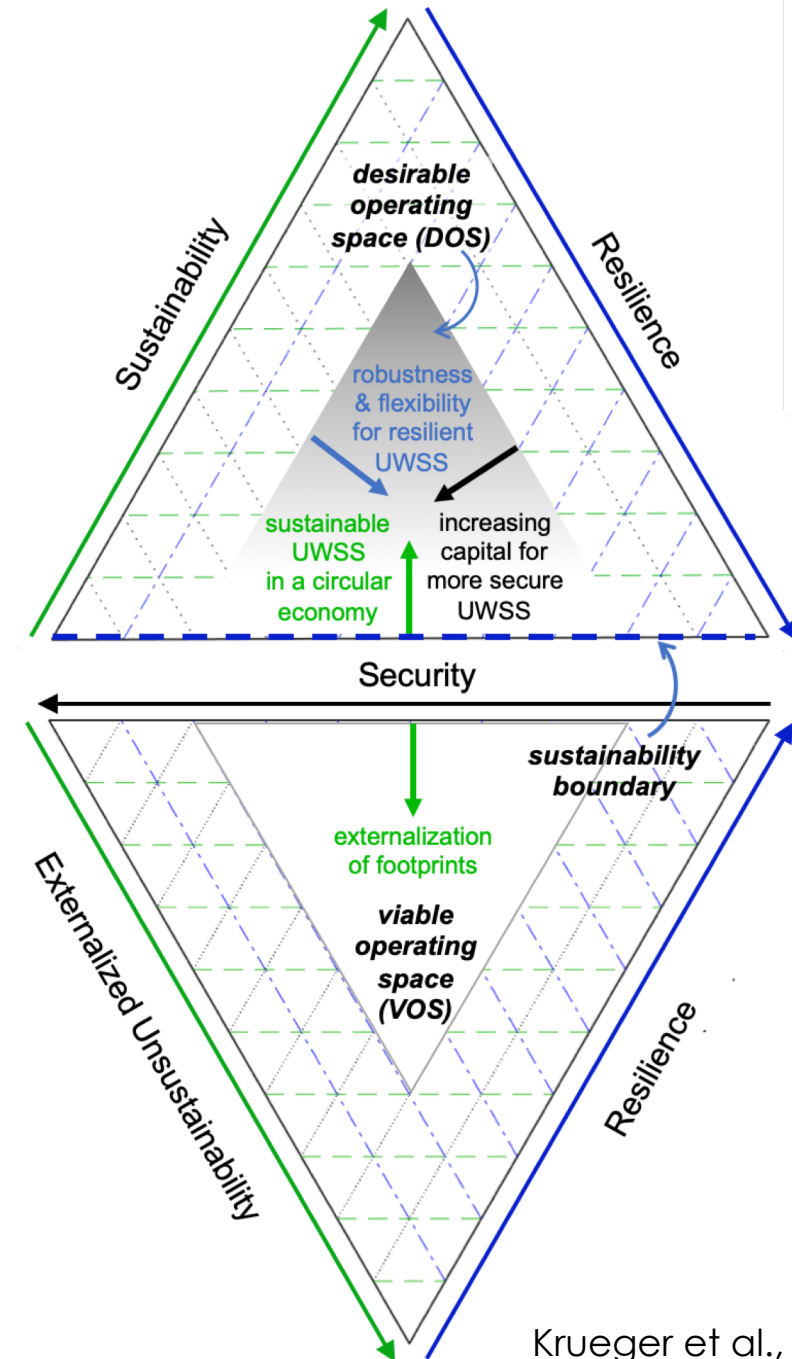 desirable
operating
space (DOS)
Sustainability
Resilience
robustness
& flexibility
for resilient
UWSS
sustainable
UWSS
in a circular
economy
increasing
capital for
more secure
UWSS
Security
sustainability
boundary
externalization
of footprints
viable
operating
space
(VOS)
Externalized Unsustainability
Resilience
Krueger et al.,